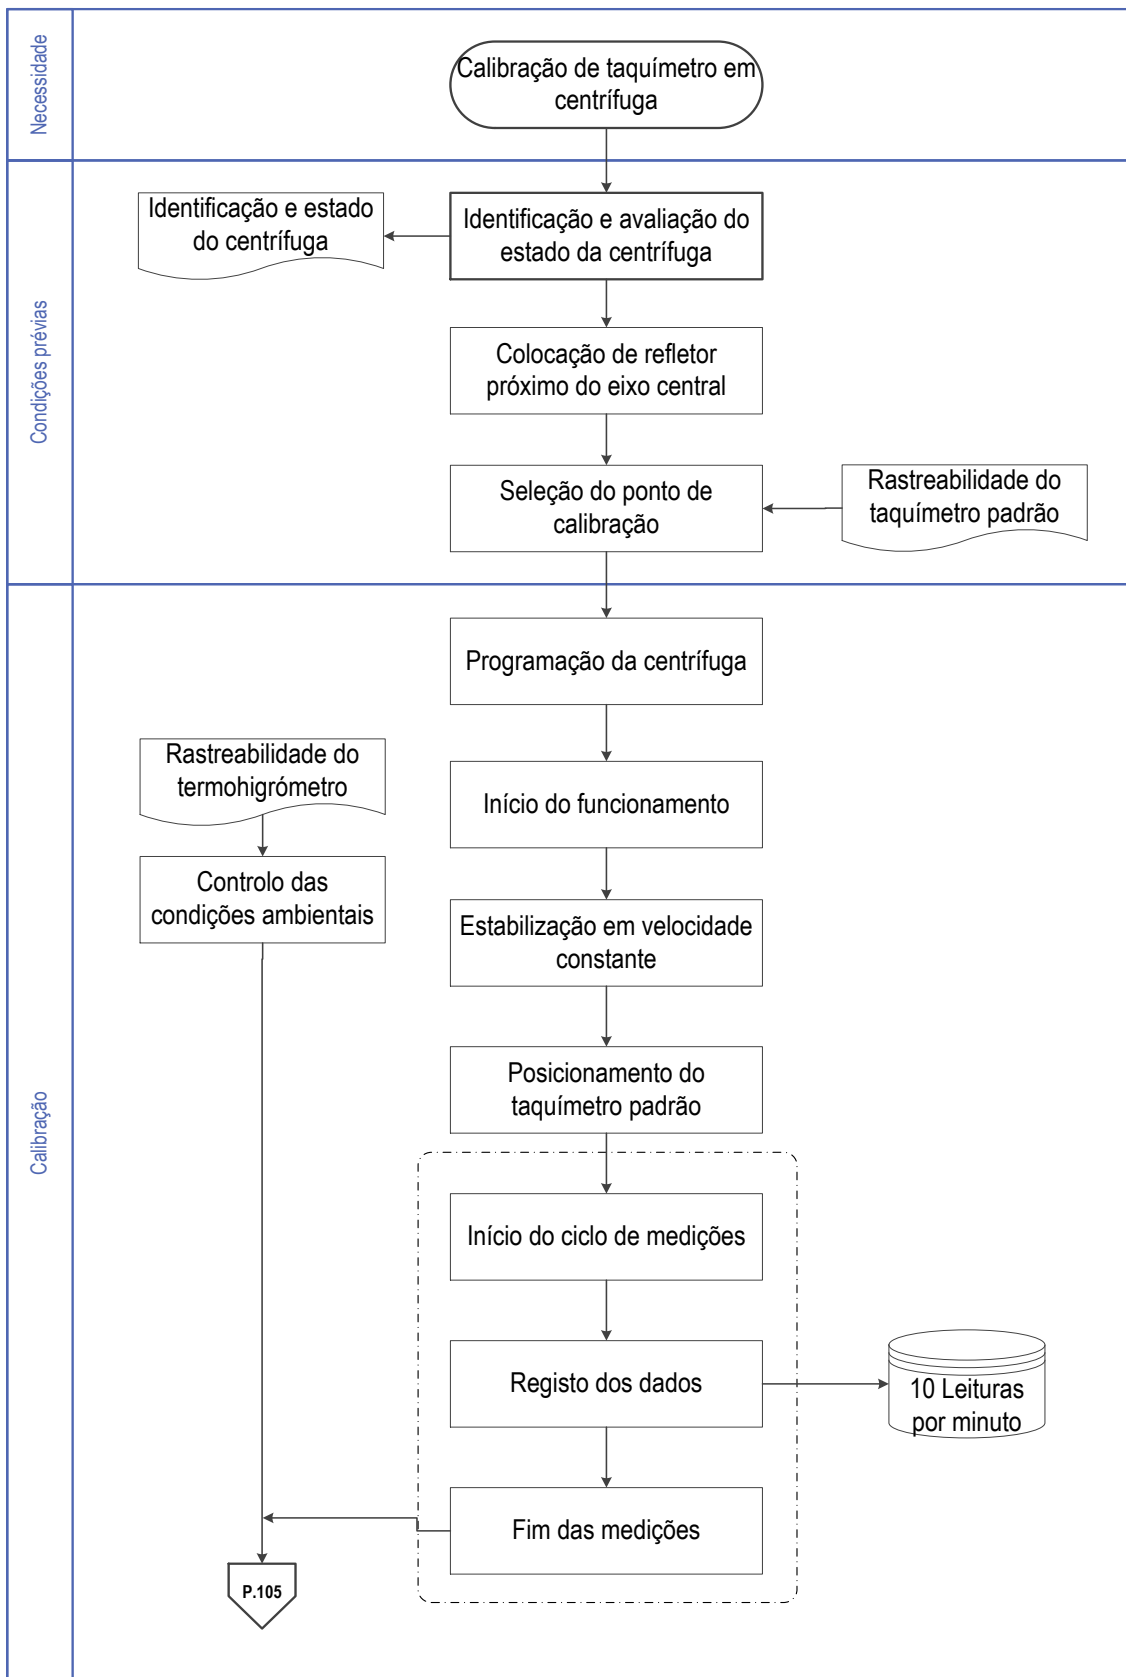 Necessidade
Calibração de taquímetro em
centrífuga
Condições prévias
Identificação e estado
do centrífuga
Identificação e avaliação do
estado da centrífuga
Colocação de refletor
próximo do eixo central
Seleção do ponto de
calibração
Rastreabilidade do
taquímetro padrão
Calibração
Programação da centrífuga
Rastreabilidade do
termohigrómetro
Início do funcionamento
Controlo das
condições ambientais
Estabilização em velocidade
constante
Posicionamento do
taquímetro padrão
Início do ciclo de medições
Registo dos dados
10 Leituras
por minuto
Fim das medições
P.105